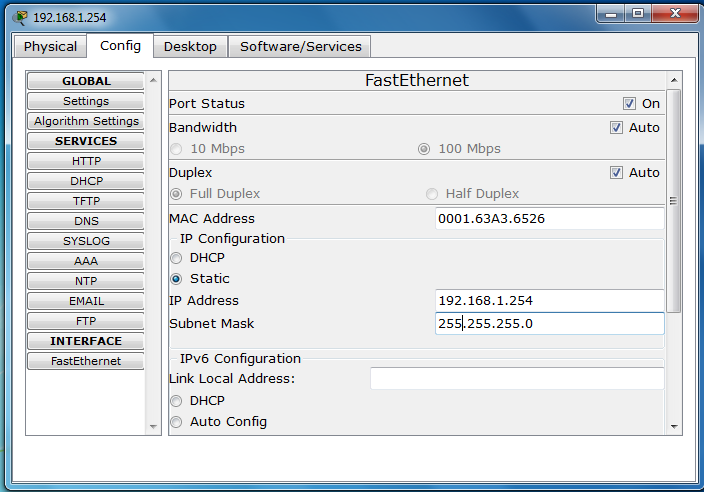 192.168.1.254
Physical Config Desktop Software/Services
GLOBAL
Settings
Algorithm Settings
SERVICES
HTTP
DHCP
TFTP
DNS
SYSLOG
AAA
NTP
EMAIL
FTP
INTERFACE
FastEthernet
FastEthernet
Port Status On
Bandwidth Auto
10 Mbps 100 Mbps
Duplex Auto
Full Duplex Half Duplex
MAC Address 0001.63A3.6526
IP Configuration
DHCP
Static
IP Address 192.168.1.254
Subnet Mask 255.255.255.0
IPv6 Configuration
Link Local Address:
DHCP
Auto Config